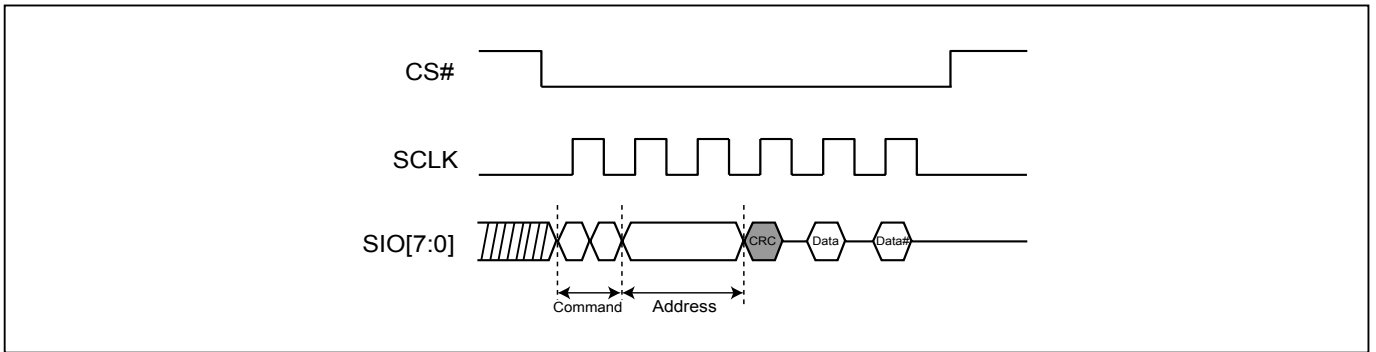 CS#
SCLK
SIO[7:0]
CRC
Data
Data#
Command
Address